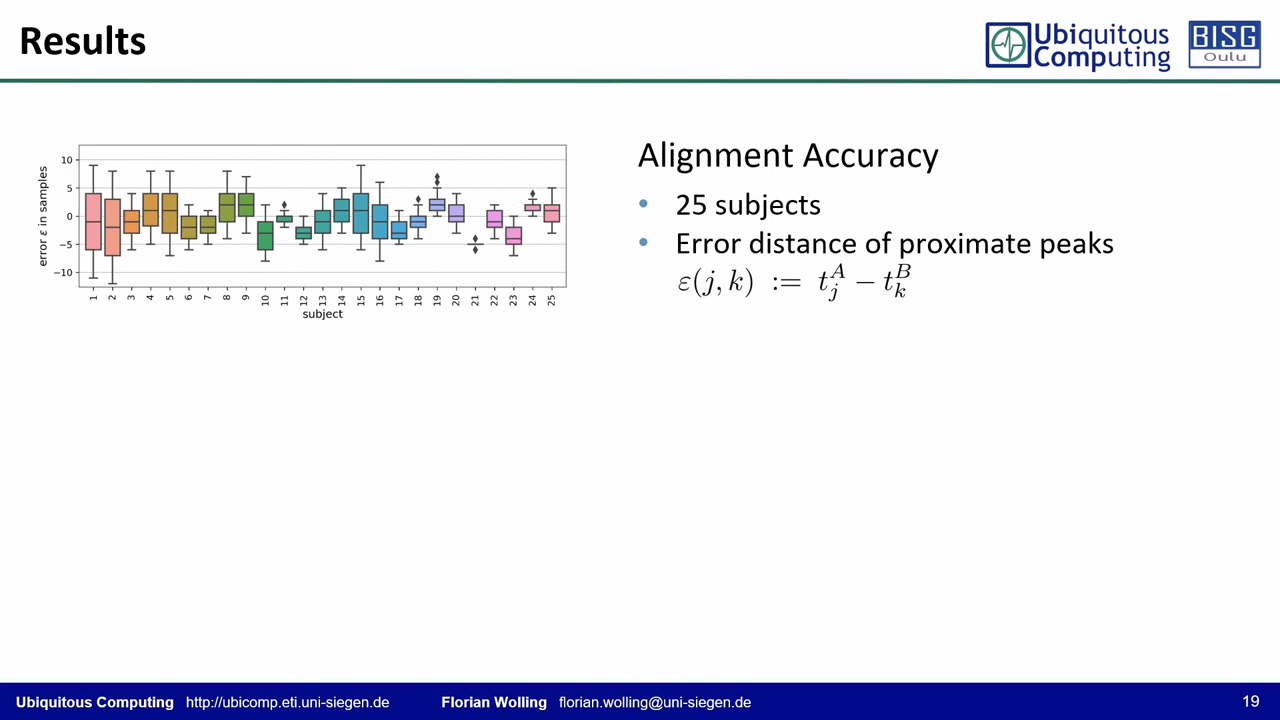 Results
Ubiquitous
Computing
BISG
Oulu
10
5
0
−5
−10
error ε in samples
1 2 3 4 5 6 7 8 9 10 11 12 13 14 15 16 17 18 19 20 21 22 23 24 25
subject
Alignment Accuracy
• 25 subjects
• Error distance of proximate peaks
ε(j, k) := t_j^A − t_k^B
Ubiquitous Computing http://ubicomp.eti.uni-siegen.de Florian Wolling florian.wolling@uni-siegen.de 19